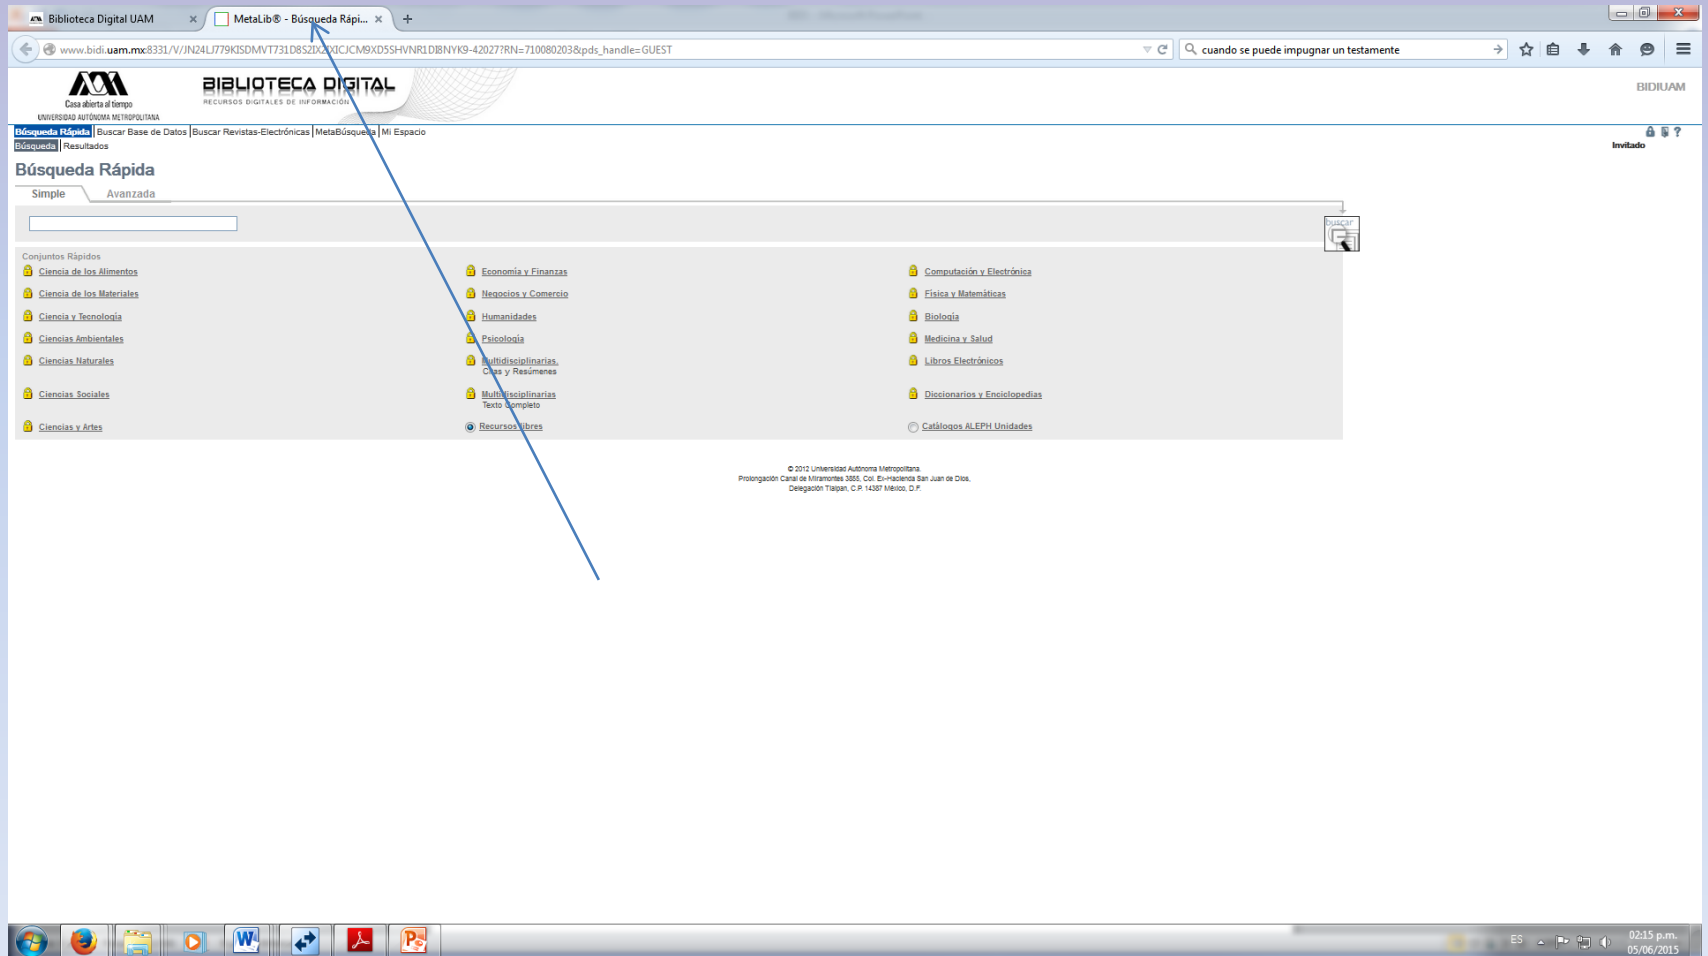 Biblioteca Digital UAM
MetaLib® - Búsqueda Rápi...
www.bidi.uam.mx:8331/V/JN24LJ779KISDMVT731D8S2IX2IXICJCM9XD5SHVNR1DI8NYK9-42027?RN=710080203&pds_handle=GUEST
cuando se puede impugnar un testamente
Casa abierta al tiempo
UNIVERSIDAD AUTÓNOMA METROPOLITANA
BIBLIOTECA DIGITAL
RECURSOS DIGITALES DE INFORMACIÓN
BIDIUAM
Búsqueda Rápida Buscar Base de Datos Buscar Revistas-Electrónicas MetaBúsqueda Mi Espacio
Búsqueda Resultados
Invitado
Búsqueda Rápida
Simple Avanzada
buscar
Conjuntos Rápidos
Ciencia de los Alimentos Economía y Finanzas Computación y Electrónica
Ciencia de los Materiales Negocios y Comercio Física y Matemáticas
Ciencia y Tecnología Humanidades Biología
Ciencias Ambientales Psicología Medicina y Salud
Ciencias Naturales Multidisciplinarias. Libros Electrónicos
Citas y Resúmenes
Ciencias Sociales Multidisciplinarias Diccionarios y Enciclopedias
Texto Completo
Ciencias y Artes Recursos libres Catálogos ALEPH Unidades
© 2012 Universidad Autónoma Metropolitana.
Prolongación Canal de Miramontes 3855, Col. Ex-Hacienda San Juan de Dios,
Delegación Tlalpan, C.P. 14387 México, D.F.
ES
02:15 p.m.
05/06/2015